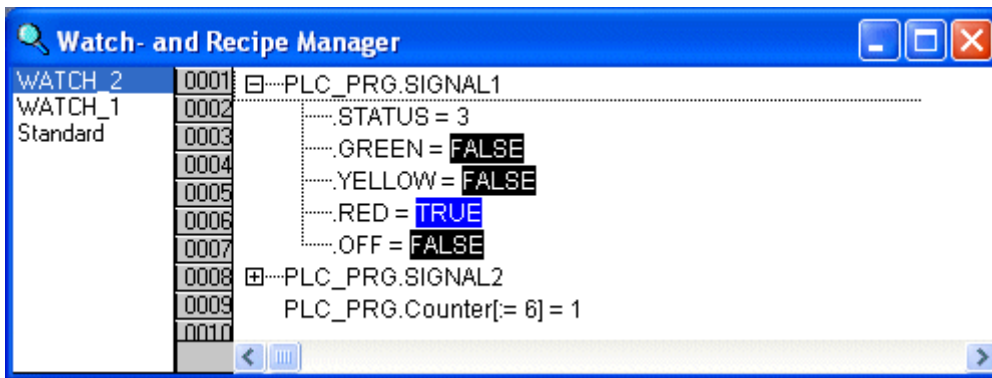 Watch- and Recipe Manager
WATCH_2
WATCH_1
Standard
0001
0002
0003
0004
0005
0006
0007
0008
0009
0010
PLC_PRG.SIGNAL1
.STATUS = 3
.GREEN = FALSE
.YELLOW = FALSE
.RED = TRUE
.OFF = FALSE
PLC_PRG.SIGNAL2
PLC_PRG.Counter[:= 6] = 1